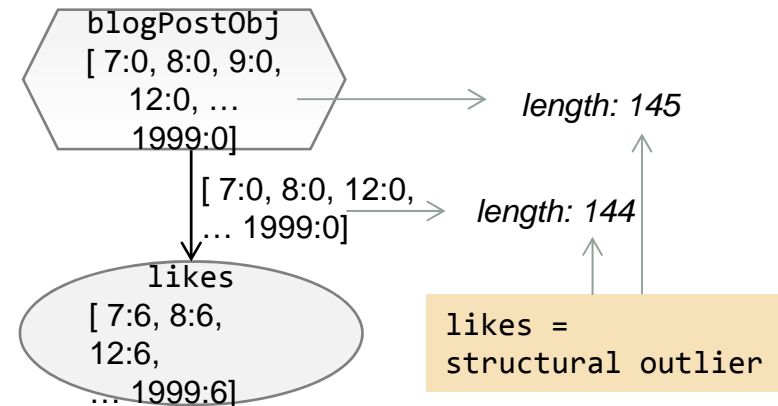 blogPostObj
[ 7:0, 8:0, 9:0,
12:0, …
1999:0]
length: 145
[ 7:0, 8:0, 12:0,
… 1999:0]
length: 144
likes
[ 7:6, 8:6,
12:6,
… 1999:6]
likes =
structural outlier